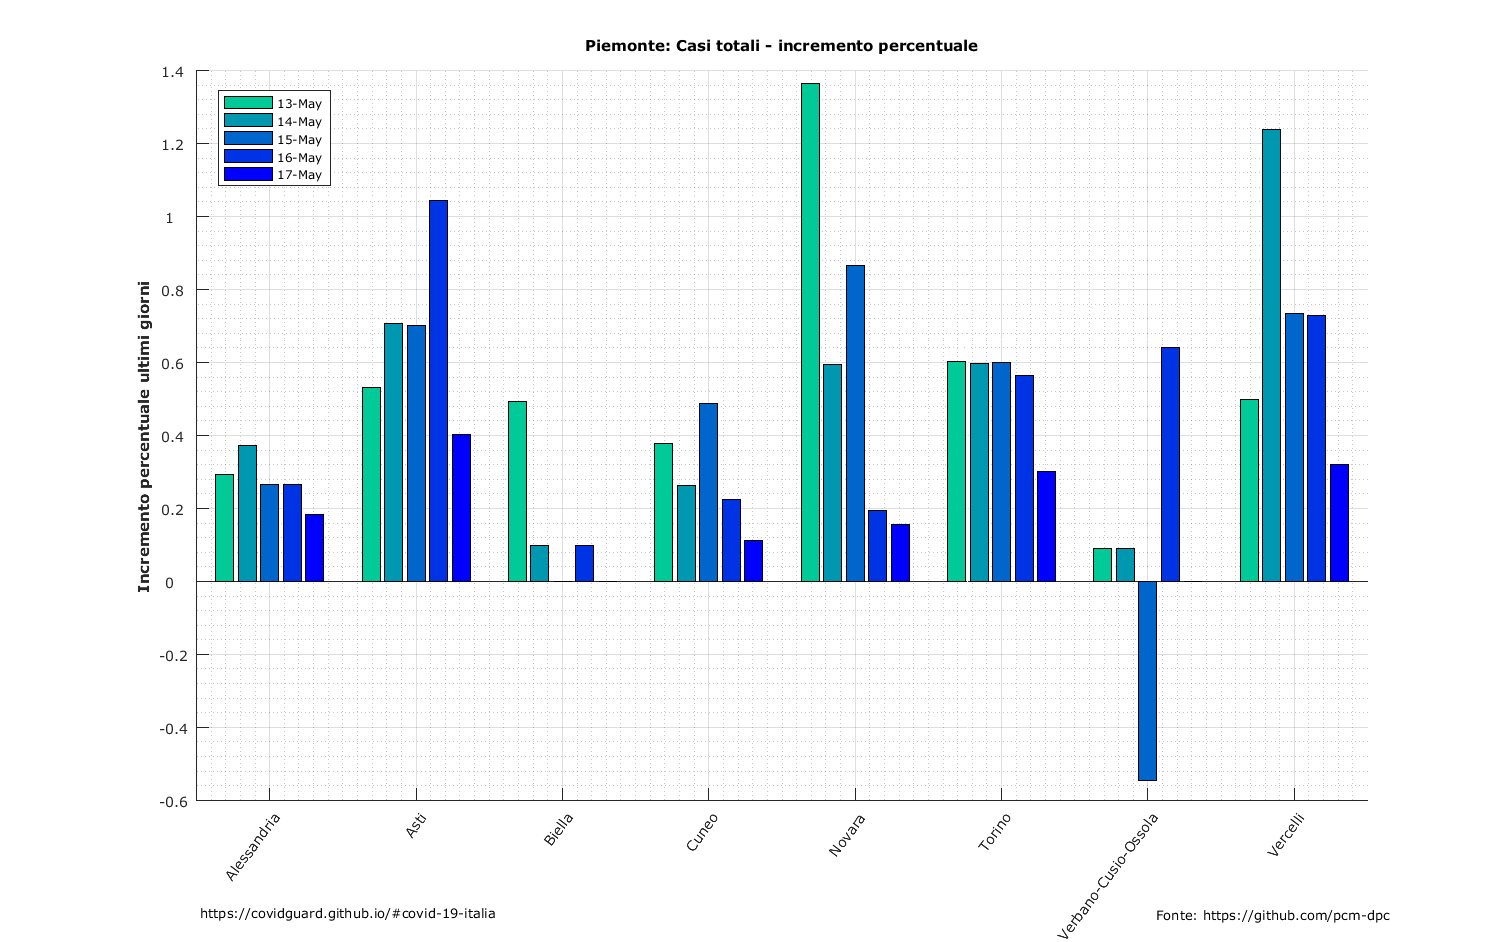 Piemonte: Casi totali - incremento percentuale
Incremento percentuale ultimi giorni
1.4
1.2
1
0.8
0.6
0.4
0.2
0
-0.2
-0.4
-0.6
13-May
14-May
15-May
16-May
17-May
Alessandria
Asti
Biella
Cuneo
Novara
Torino
Verbano-Cusio-Ossola
Vercelli
https://covidguard.github.io/#covid-19-italia
Fonte: https://github.com/pcm-dpc